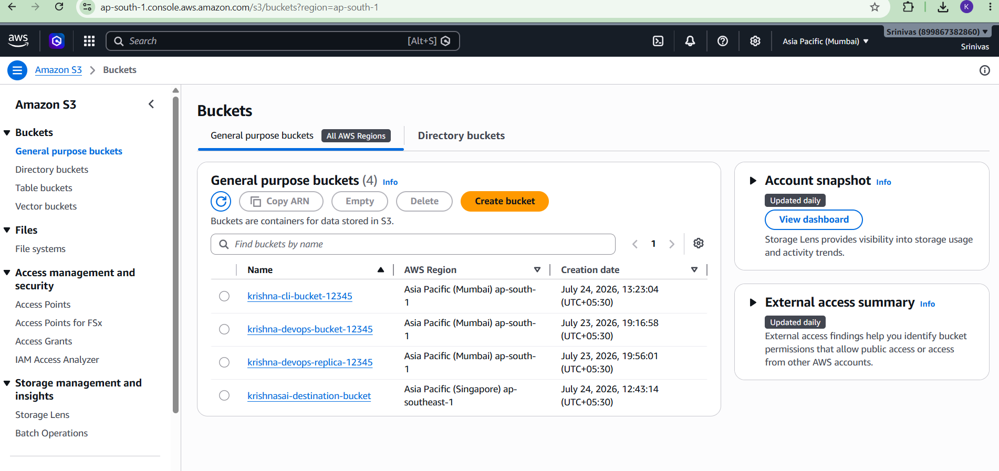 ap-south-1.console.aws.amazon.com/s3/buckets?region=ap-south-1
K
aws
Search
[Alt+S]
Asia Pacific (Mumbai)
Srinivas (899867382860)
Srinivas
Amazon S3
Buckets
Amazon S3
Buckets
General purpose buckets
Directory buckets
Table buckets
Vector buckets
Files
File systems
Access management and
security
Access Points
Access Points for FSx
Access Grants
IAM Access Analyzer
Storage management and
insights
Storage Lens
Batch Operations
Buckets
General purpose buckets All AWS Regions
Directory buckets
General purpose buckets (4) Info
Copy ARN
Empty
Delete
Create bucket
Buckets are containers for data stored in S3.
Find buckets by name
1
Name
AWS Region
Creation date
krishna-cli-bucket-12345
Asia Pacific (Mumbai) ap-south-
1
July 24, 2026, 13:23:04
(UTC+05:30)
krishna-devops-bucket-12345
Asia Pacific (Mumbai) ap-south-
1
July 23, 2026, 19:16:58
(UTC+05:30)
krishna-devops-replica-12345
Asia Pacific (Mumbai) ap-south-
1
July 23, 2026, 19:56:01
(UTC+05:30)
krishnasai-destination-bucket
Asia Pacific (Singapore) ap-
southeast-1
July 24, 2026, 12:43:14
(UTC+05:30)
Account snapshot Info
Updated daily
View dashboard
Storage Lens provides visibility into storage usage
and activity trends.
External access summary Info
Updated daily
External access findings help you identify bucket
permissions that allow public access or access
from other AWS accounts.